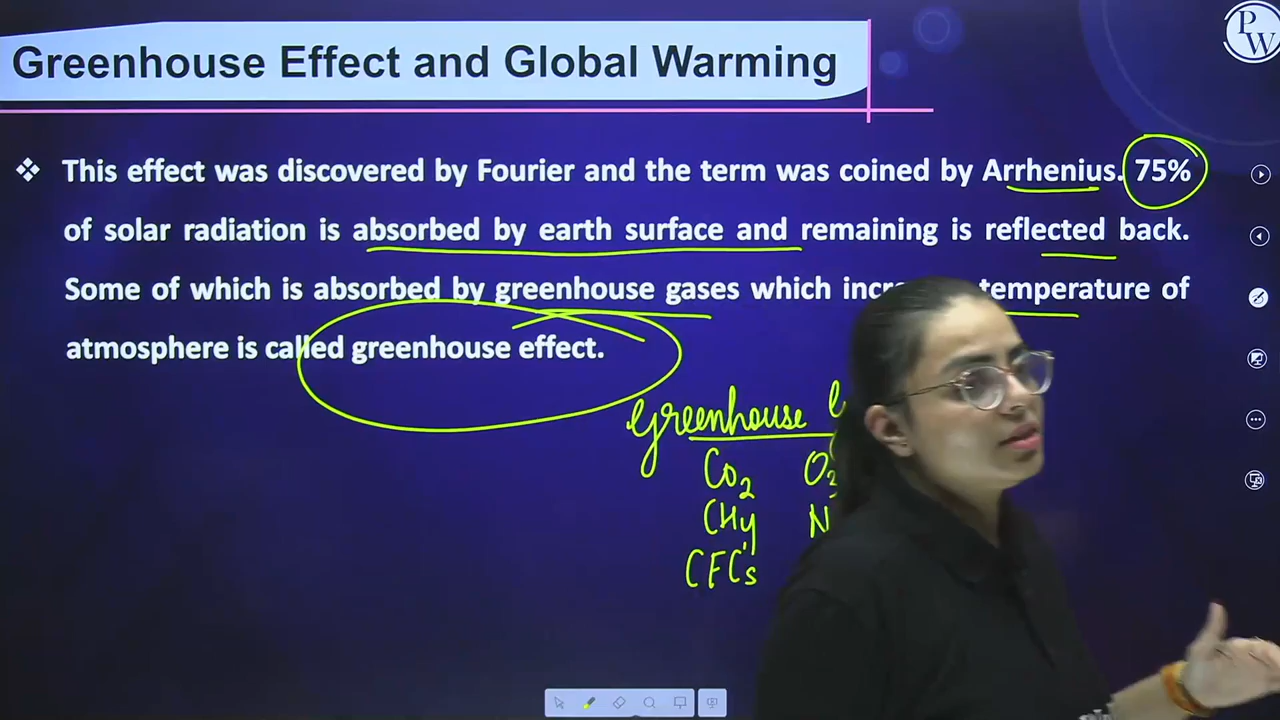 PW
Greenhouse Effect and Global Warming
❖ This effect was discovered by Fourier and the term was coined by Arrhenius. 75%
of solar radiation is absorbed by earth surface and remaining is reflected back.
Some of which is absorbed by greenhouse gases which temperature of
atmosphere is called greenhouse effect.
Greenhouse
CO2 O3
CH4 N
CFC's